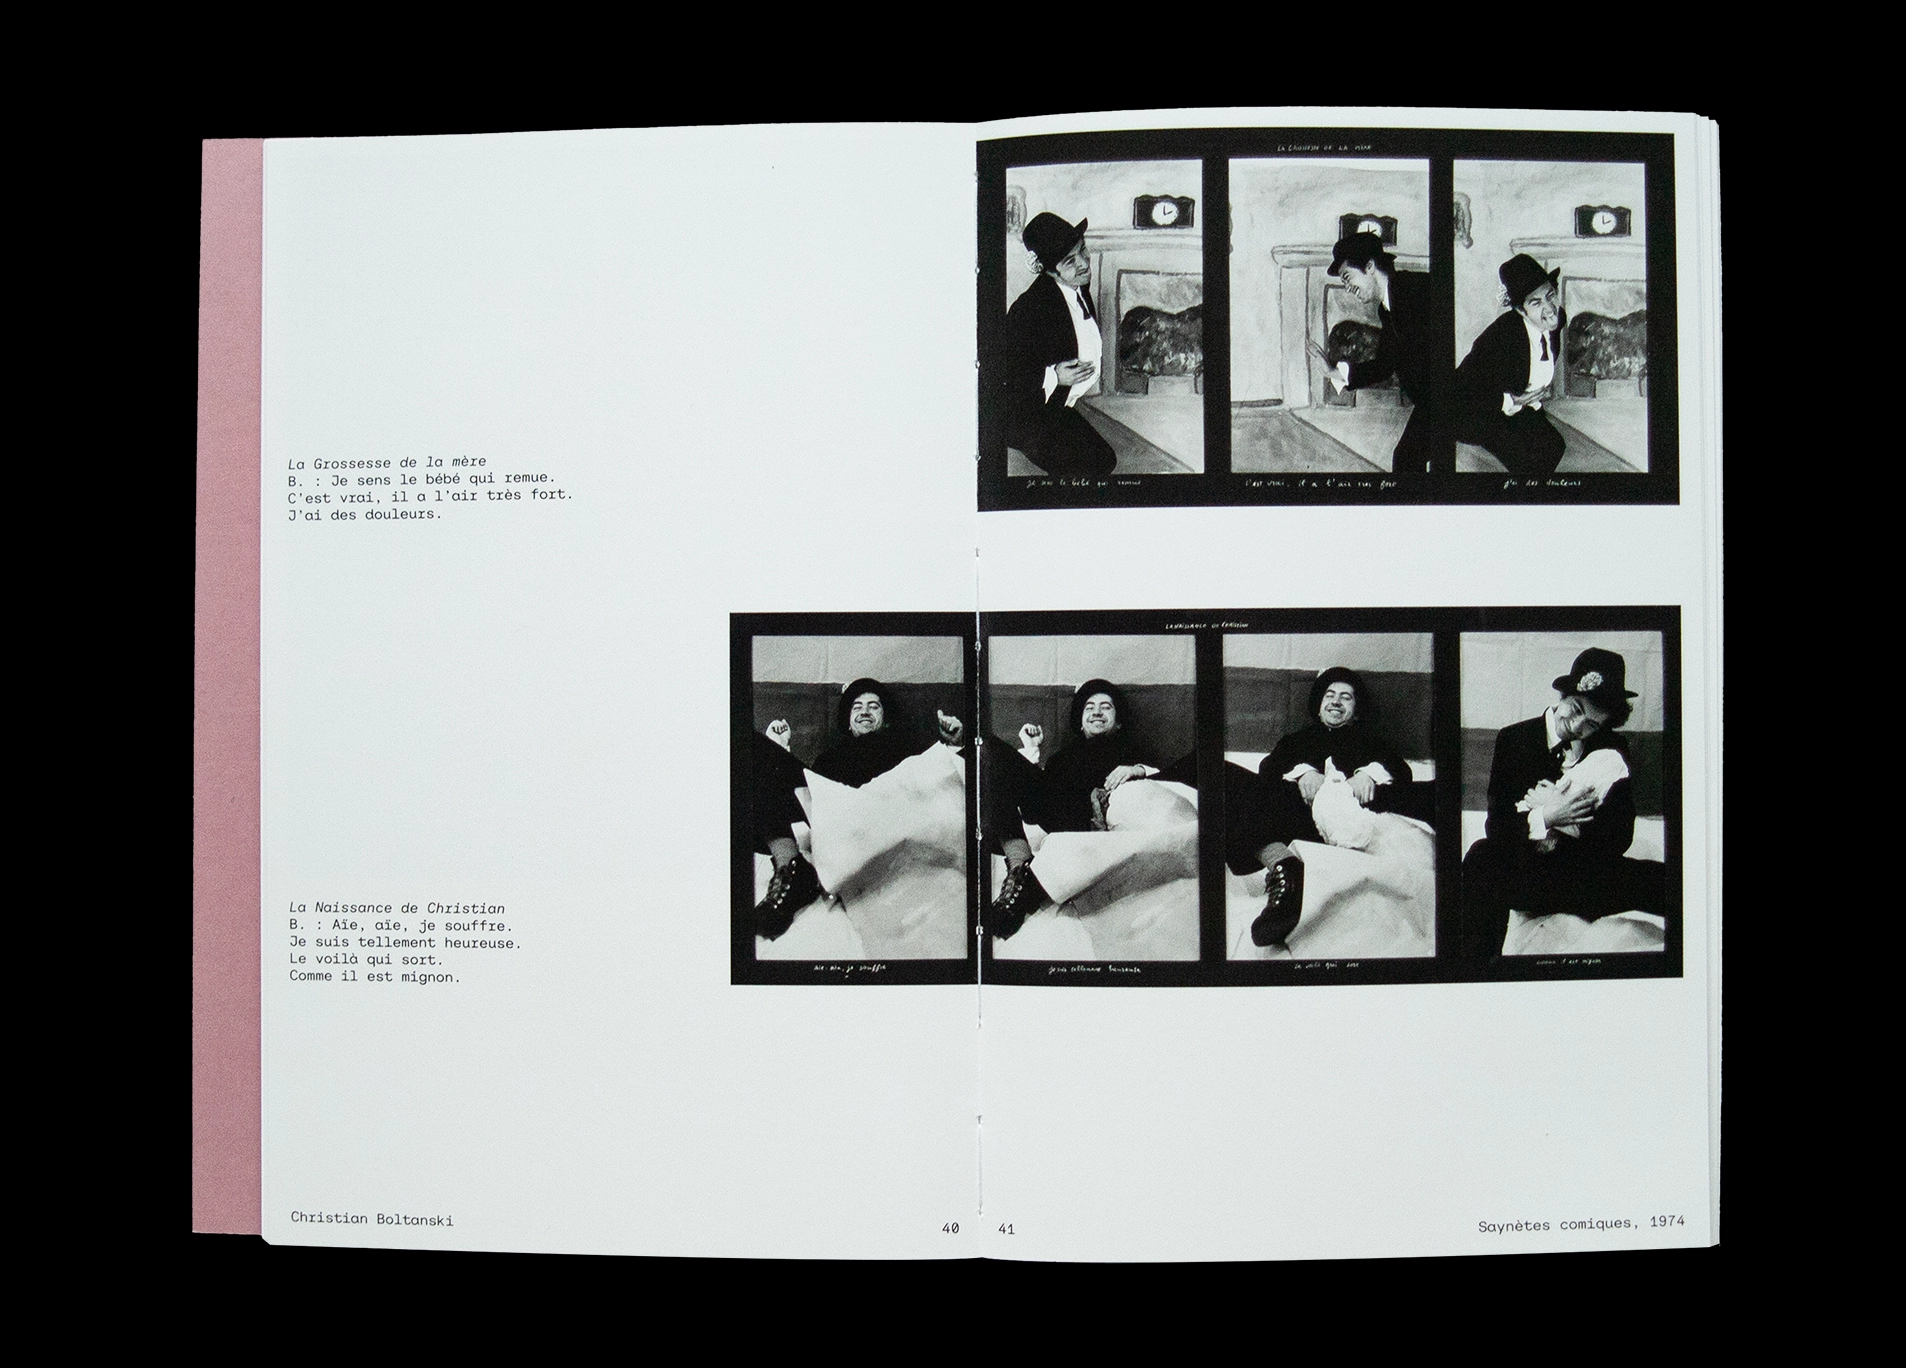 La Grossesse de la mère
B. : Je sens le bébé qui remue.
C'est vrai, il a l'air très fort.
J'ai des douleurs.
LA GROSSESSE DE LA MÈRE
je sens le bébé qui remue
c'est vrai, il a l'air très fort
j'ai des douleurs
La Naissance de Christian
B. : Aïe, aïe, je souffre.
Je suis tellement heureuse.
Le voilà qui sort.
Comme il est mignon.
LA NAISSANCE DE CHRISTIAN
Aïe, aïe, je souffre
je suis tellement heureuse
Le voilà qui sort
comme il est mignon
Christian Boltanski
40
41
Saynètes comiques, 1974